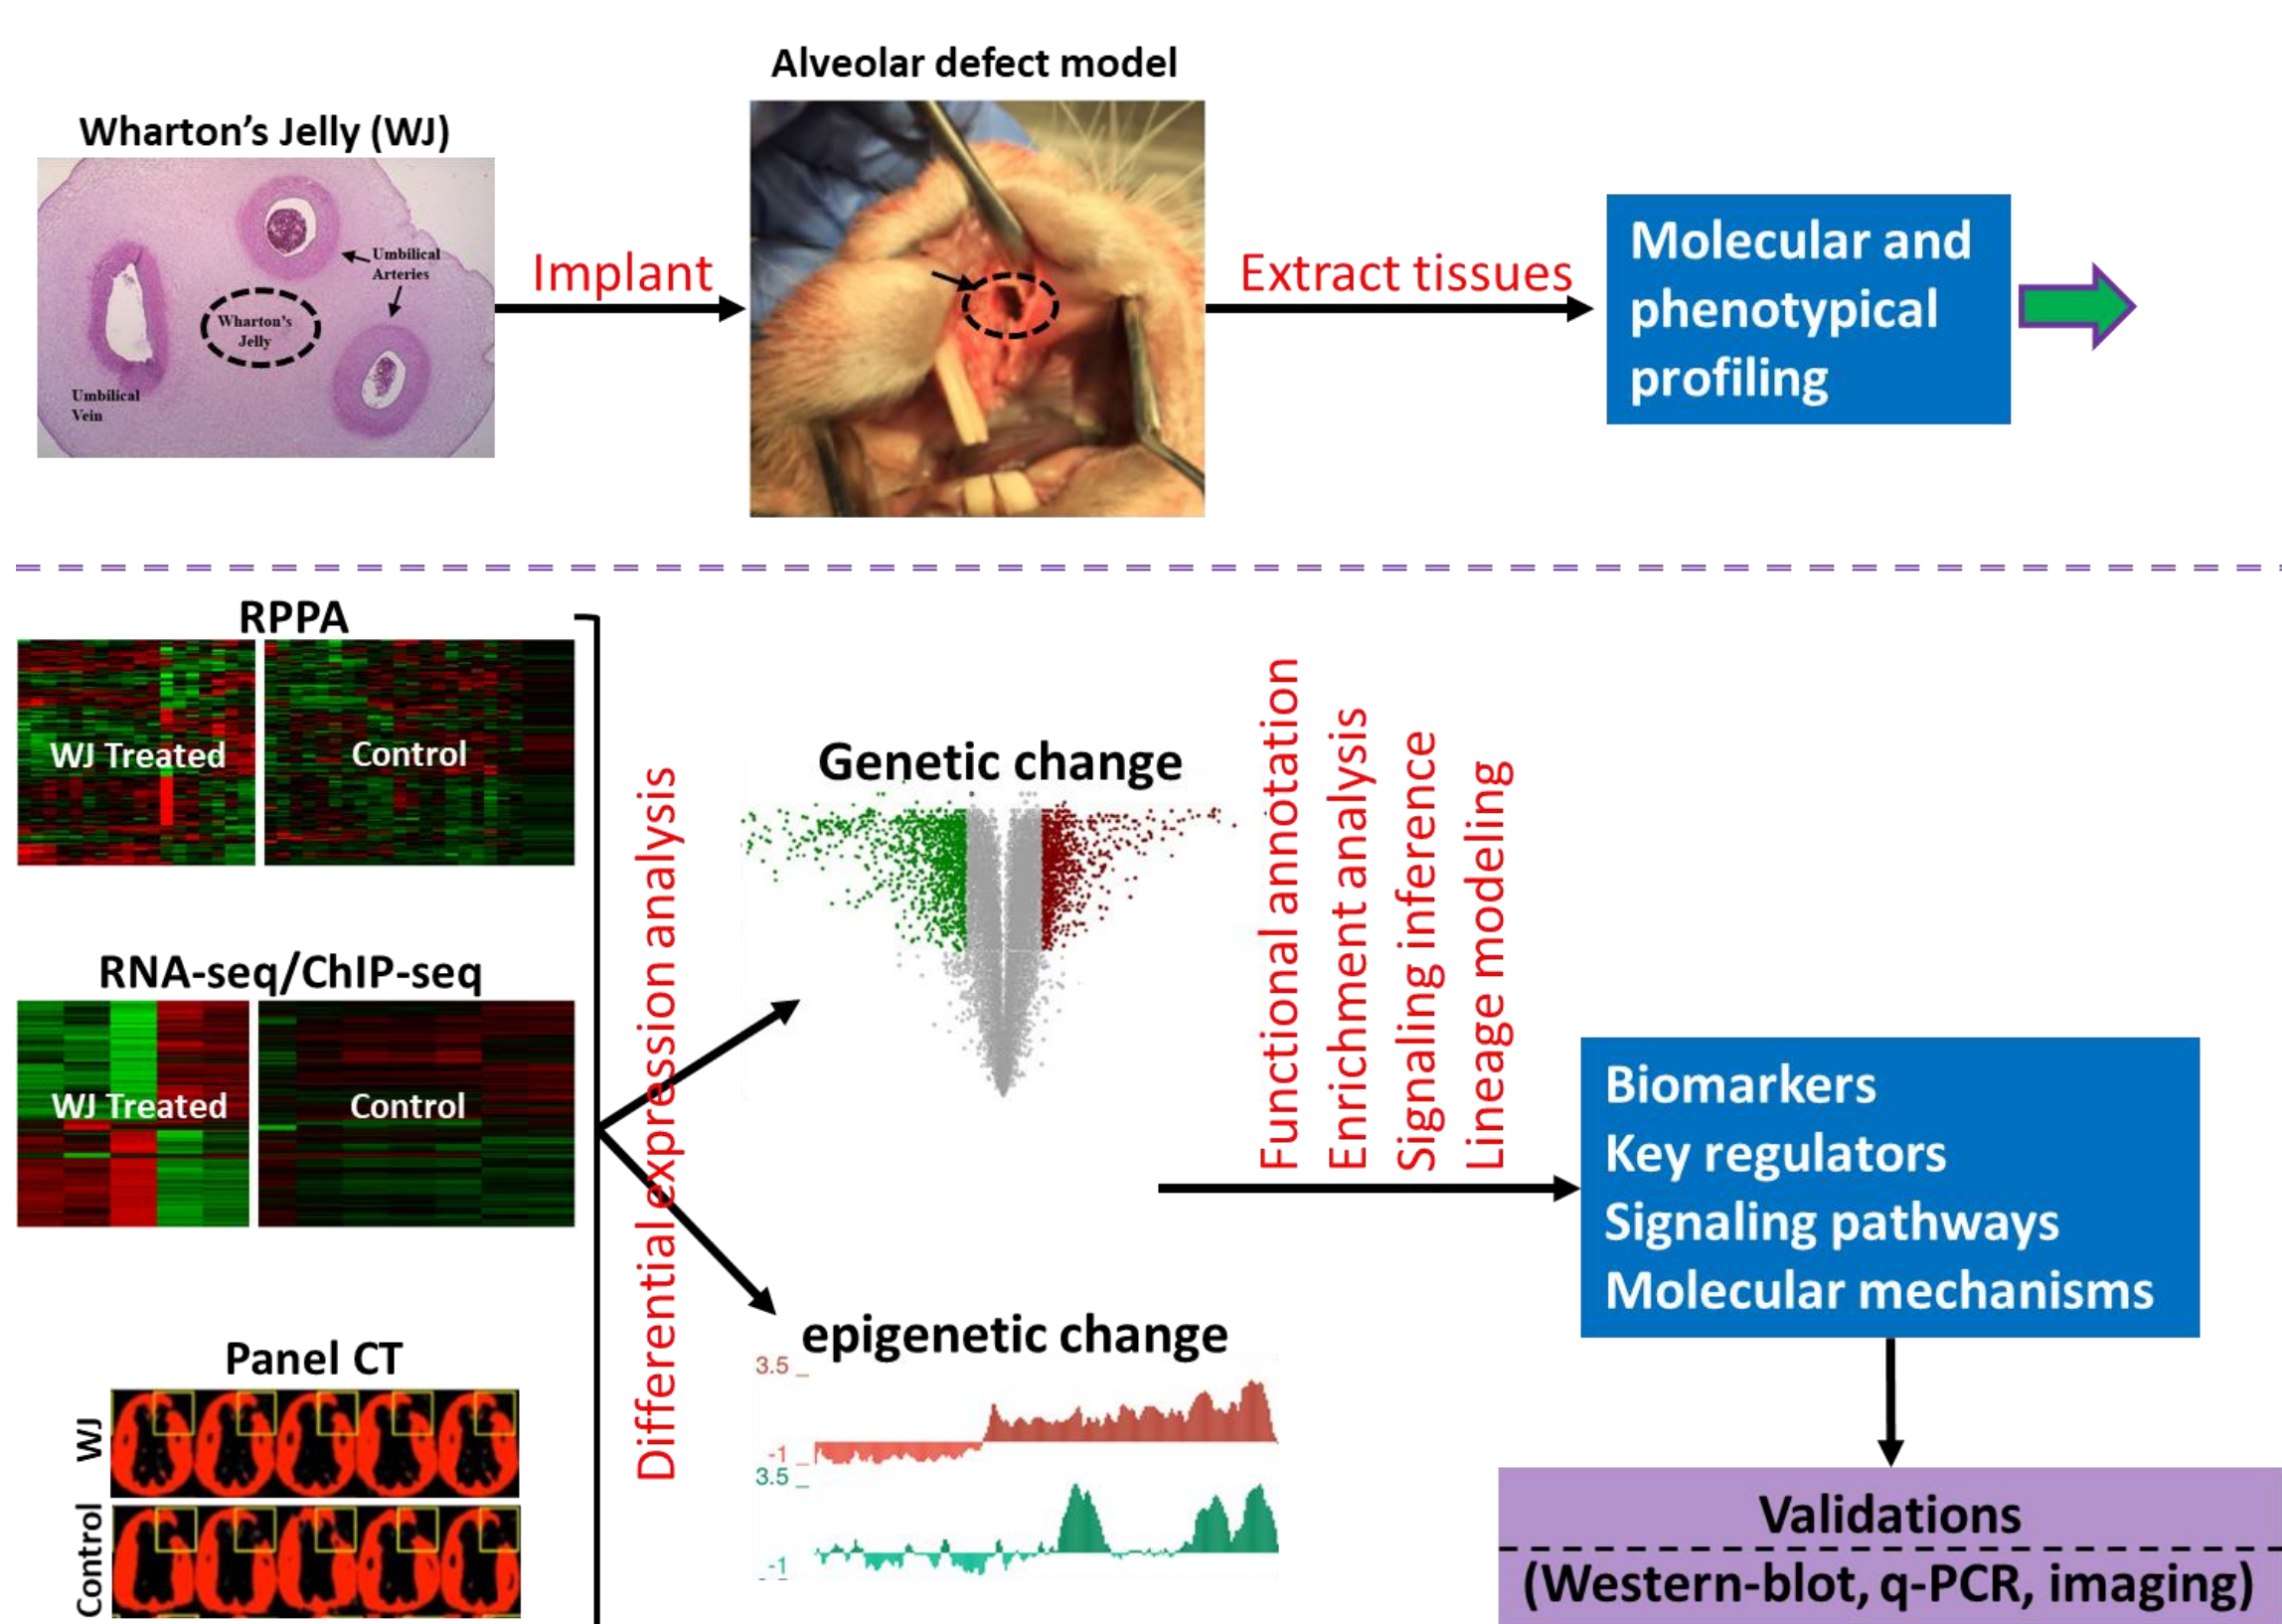 Alveolar defect model
Wharton's Jelly (WJ)
Umbilical
Arteries
Wharton's
Jelly
Umbilical
Vein
Implant
Extract tissues
Molecular and
phenotypical
profiling
RPPA
WJ Treated
Control
RNA-seq/ChIP-seq
WJ Treated
Control
Panel CT
WJ
Control
Differential expression analysis
Genetic change
epigenetic change
3.5
-1
3.5
-1
Functional annotation
Enrichment analysis
Signaling inference
Lineage modeling
Biomarkers
Key regulators
Signaling pathways
Molecular mechanisms
Validations
(Western-blot, q-PCR, imaging)